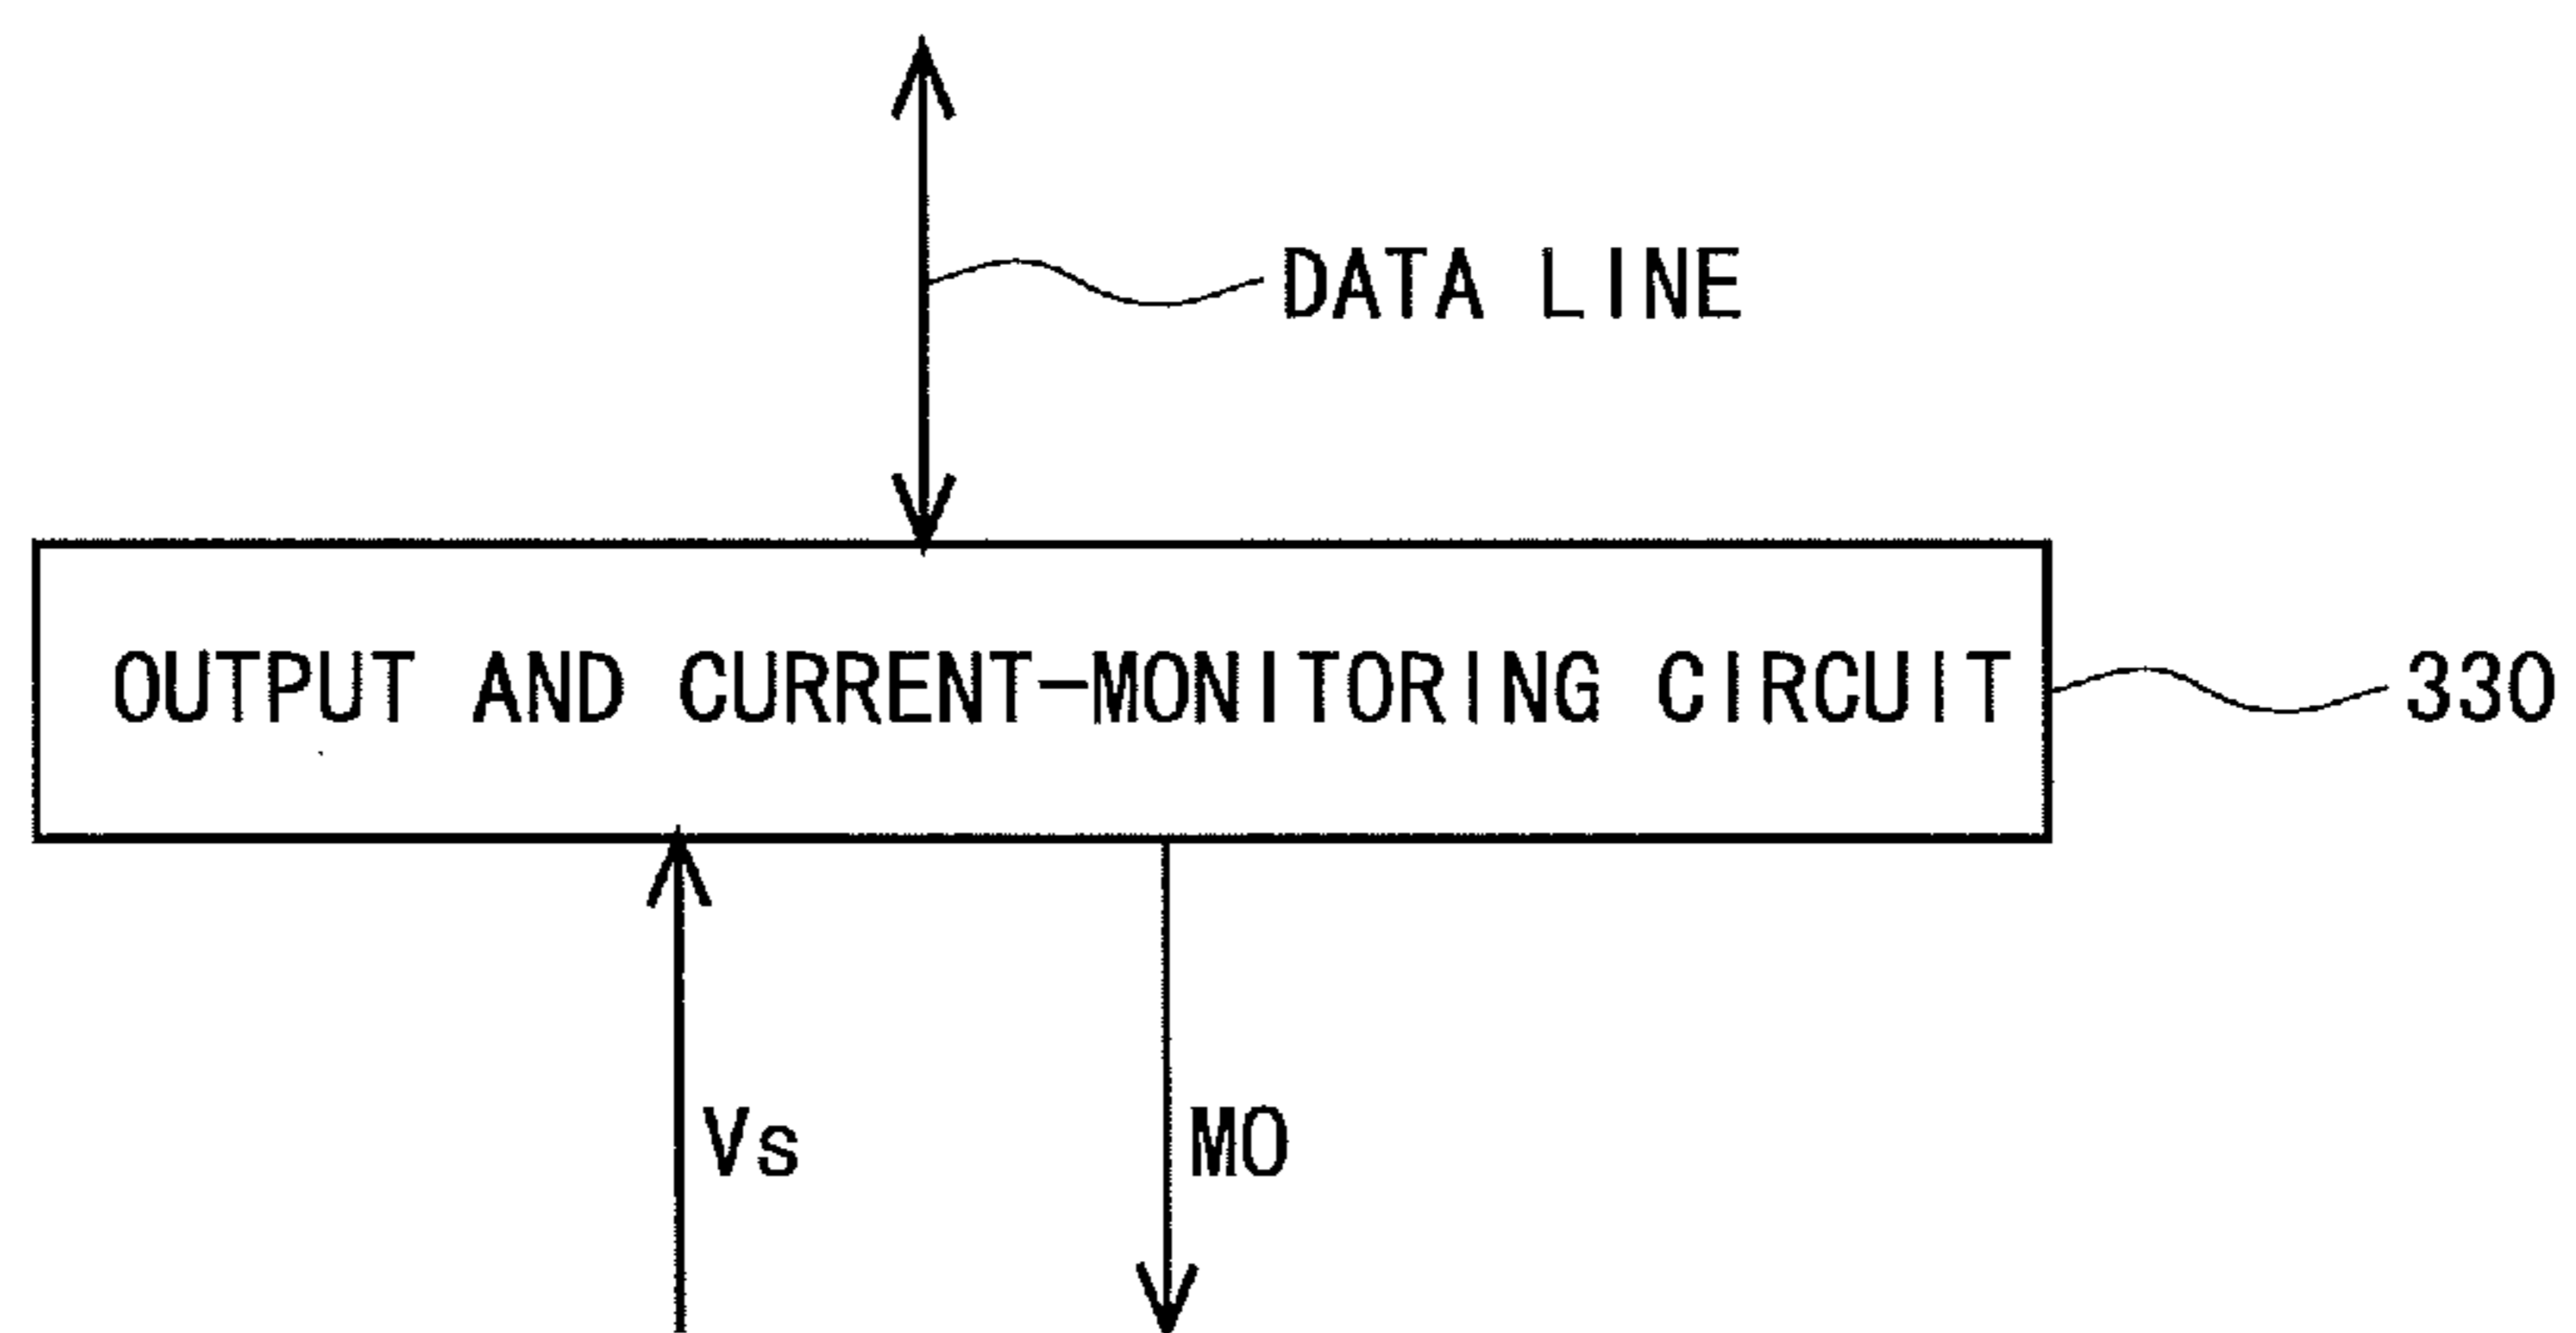 DATA LINE
OUTPUT AND CURRENT-MONITORING CIRCUIT
330
Vs
MO